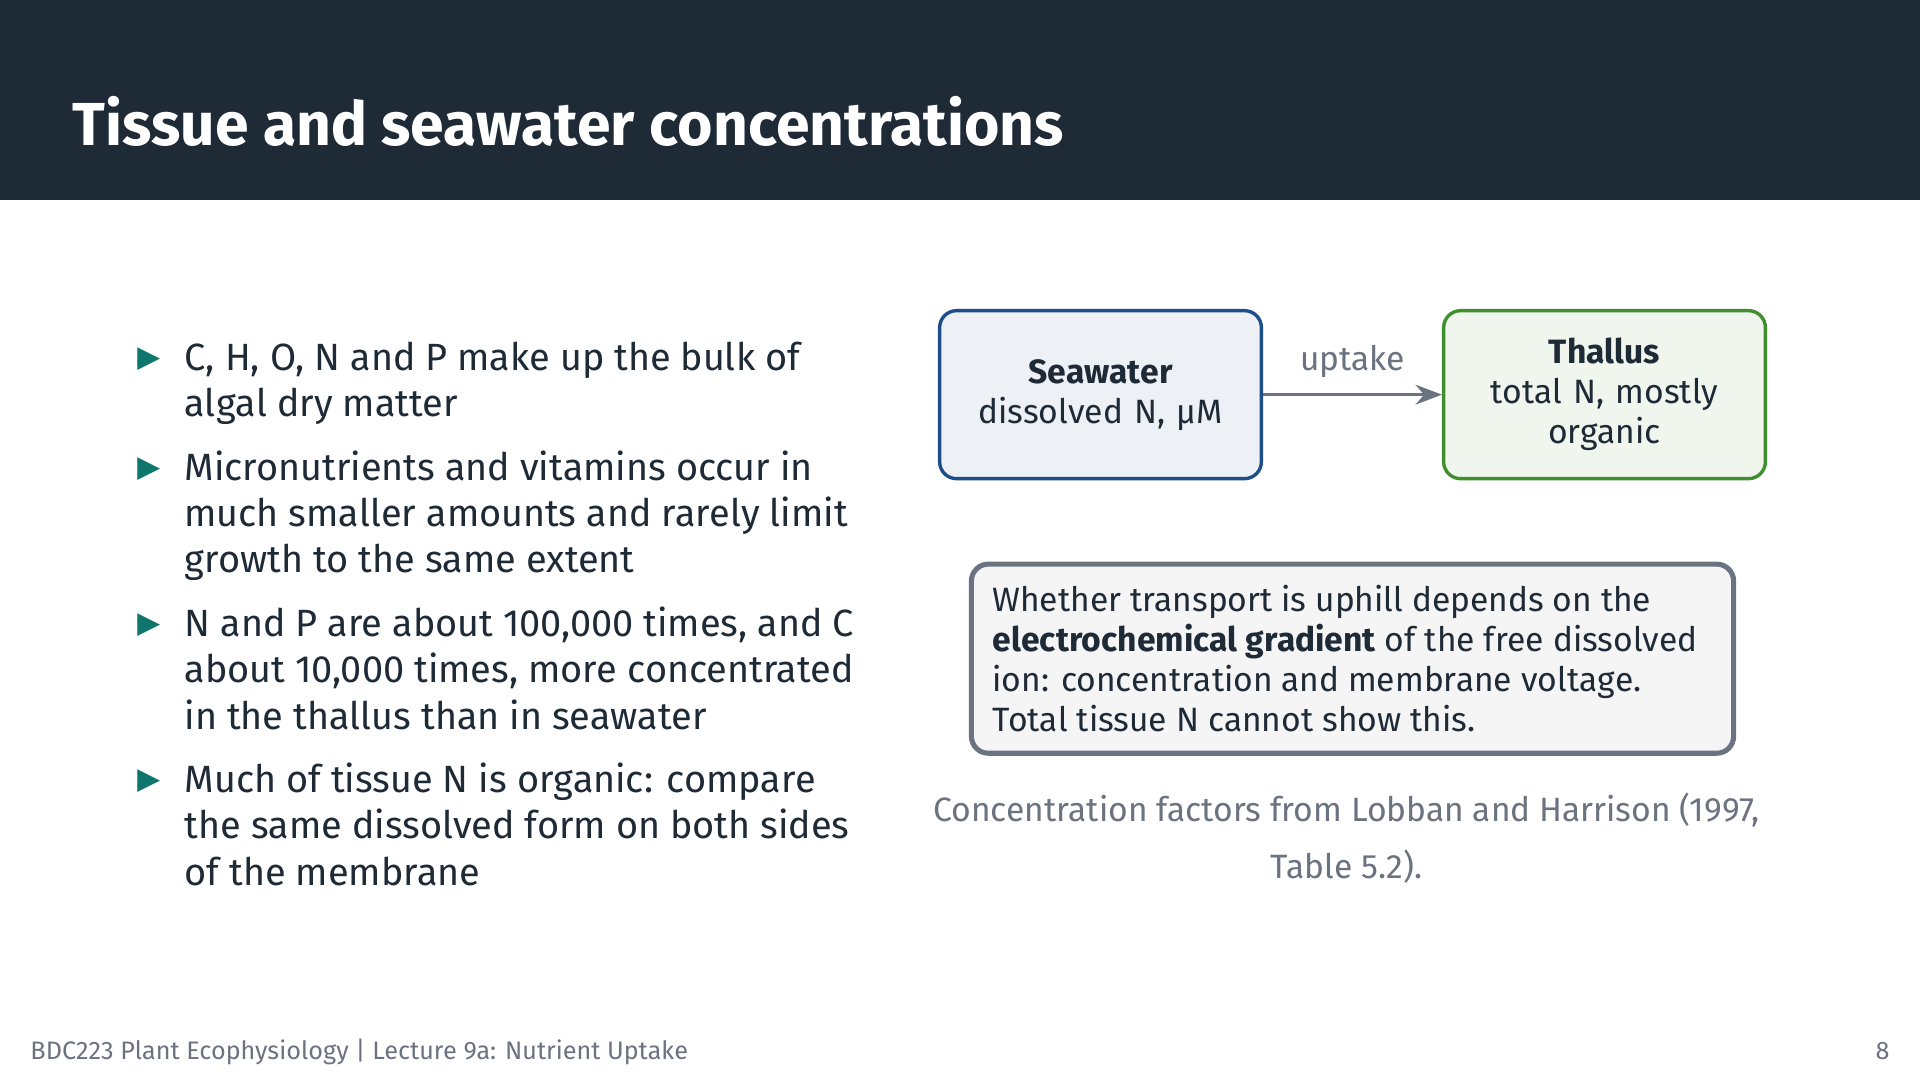 Tissue and seawater concentrations
► C, H, O, N and P make up the bulk of
algal dry matter
► Micronutrients and vitamins occur in
much smaller amounts and rarely limit
growth to the same extent
► N and P are about 100,000 times, and C
about 10,000 times, more concentrated
in the thallus than in seawater
► Much of tissue N is organic: compare
the same dissolved form on both sides
of the membrane
Seawater
dissolved N, µM
uptake
Thallus
total N, mostly
organic
Whether transport is uphill depends on the
electrochemical gradient of the free dissolved
ion: concentration and membrane voltage.
Total tissue N cannot show this.
Concentration factors from Lobban and Harrison (1997,
Table 5.2).
BDC223 Plant Ecophysiology | Lecture 9a: Nutrient Uptake
8